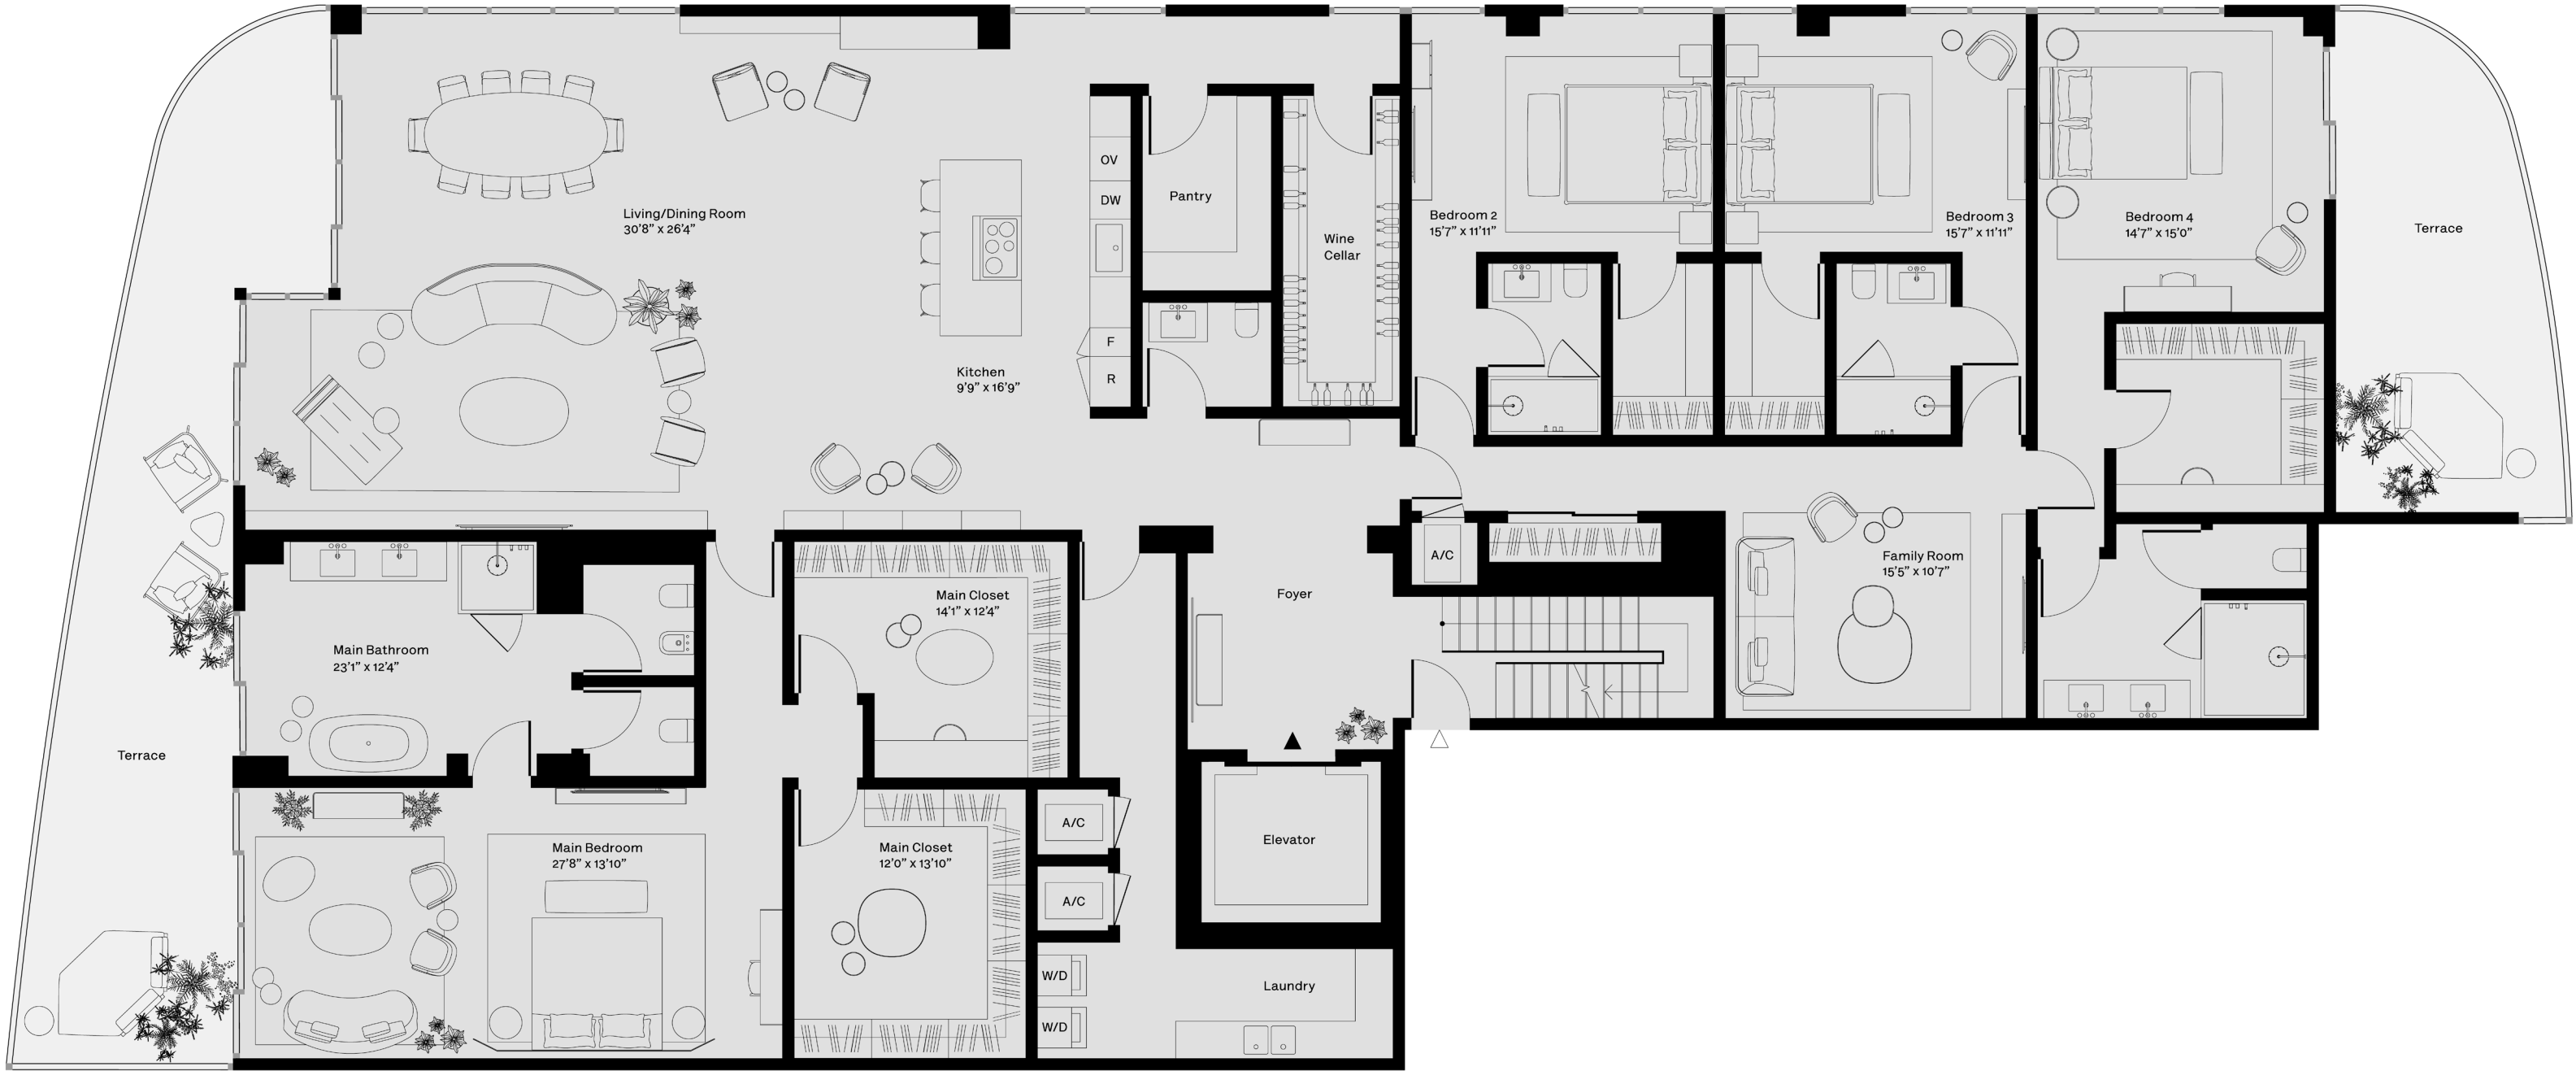 OV
DW
Pantry
Living/Dining Room
30'8” x 26'4”
Wine
Cellar
Bedroom 2
15'7” x 11'11”
Bedroom 3
15'7” x 11'11”
Bedroom 4
14'7” x 15'0”
Terrace
F
R
Kitchen
9'9” x 16'9”
A/C
Family Room
15'5” x 10'7”
Main Closet
14'1” x 12'4”
Foyer
Main Bathroom
23'1” x 12'4”
Terrace
A/C
Elevator
Main Bedroom
27'8” x 13'10”
Main Closet
12'0” x 13'10”
A/C
W/D
Laundry
W/D